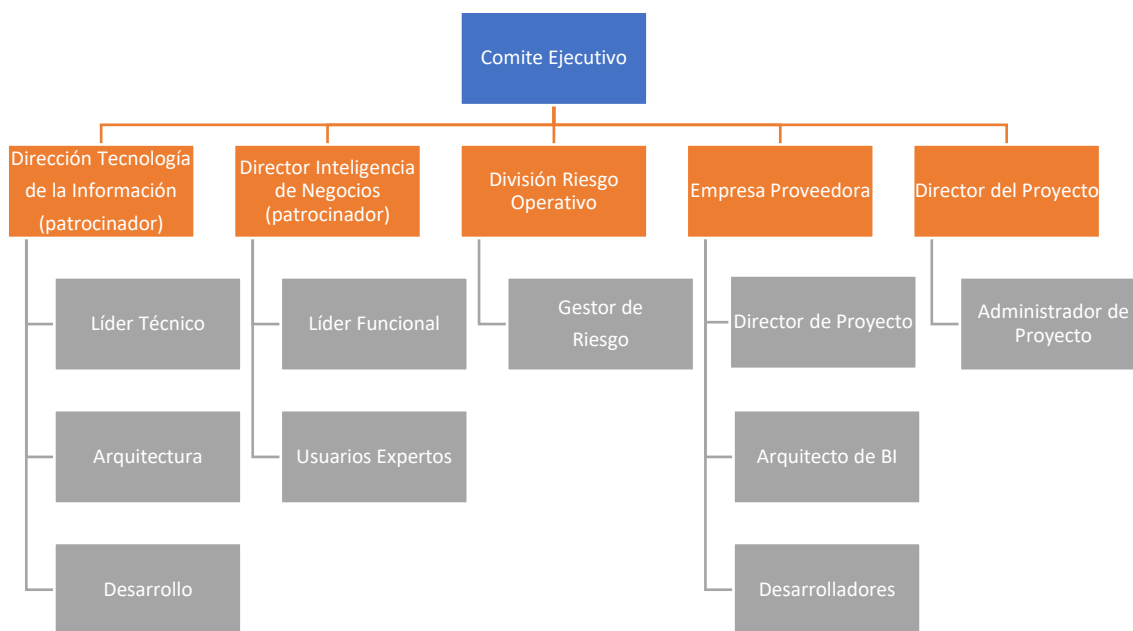 Comite Ejecutivo
Dirección Tecnología
de la Información
(patrocinador)
Director Inteligencia
de Negocios
(patrocinador)
División Riesgo
Operativo
Empresa Proveedora
Director del Proyecto
Líder Técnico
Líder Funcional
Gestor de
Riesgo
Director de Proyecto
Administrador de
Proyecto
Arquitectura
Usuarios Expertos
Arquitecto de BI
Desarrollo
Desarrolladores